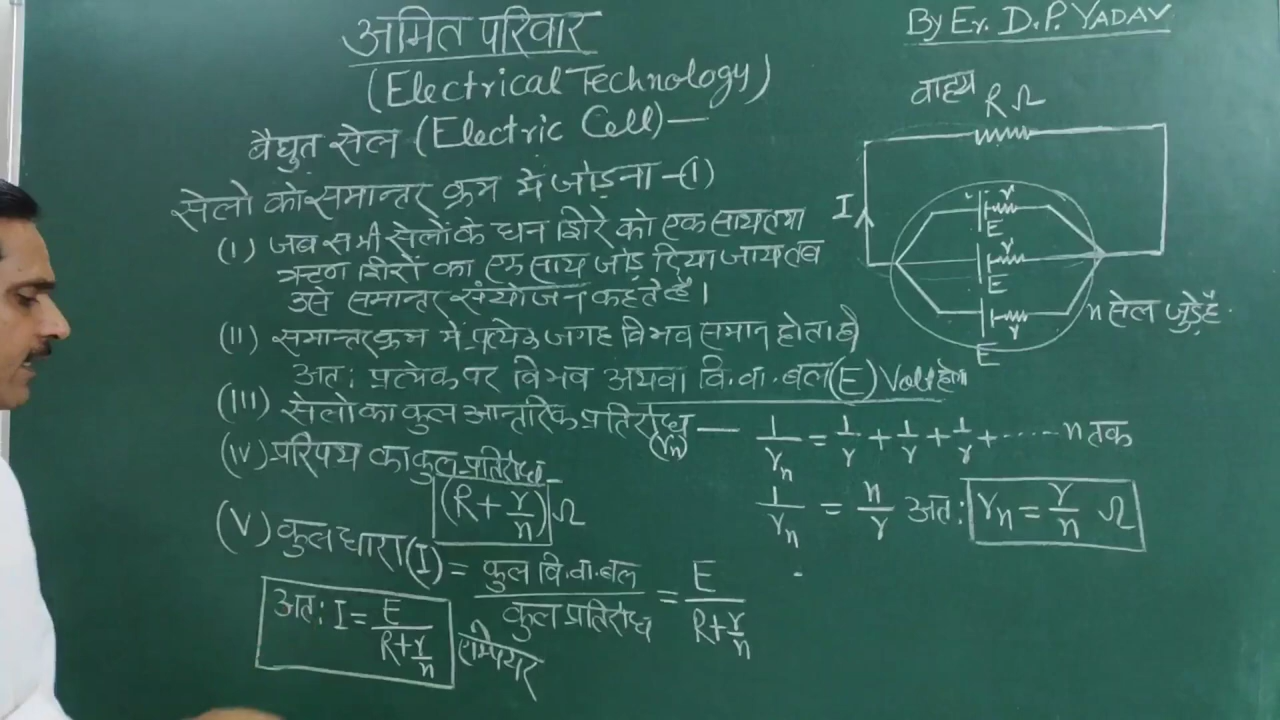 अमित परिवार
By Er. D.P. YADAV
(Electrical Technology)
वैद्युत सेल (Electric Cell)—
सेलो को समान्तर क्रम मे जोड़ना -(1)
(I) जब सभी सेलों के धन शिरे को एक साथ तथा
ऋण शिरों को एक साथ जोड़ दिया जाय तब
उसे समान्तर संयोजन कहते है।
(II) समान्तर क्रम में प्रत्येक जगह विभव समान होता है
अत: प्रत्येक पर विभव अथवा वि.वा.बल(E) Volt होगा
(III) सेलो का कुल आन्तरिक प्रतिरोध —
(rn)
1/rn = 1/r + 1/r + 1/r + ...... n तक
1/rn = n/r अत: rn = r/n Ω
(IV) परिपथ का कुल प्रतिरोध
(R + r/n) Ω
(V) कुल धारा (I) = कुल वि.वा.बल / कुल प्रतिरोध = E / R+r/n
अत: I = E / R+r/n एम्पियर
वाह्य
R Ω
I
r
E
r
E
r
E
n सेल जुड़े हैं.